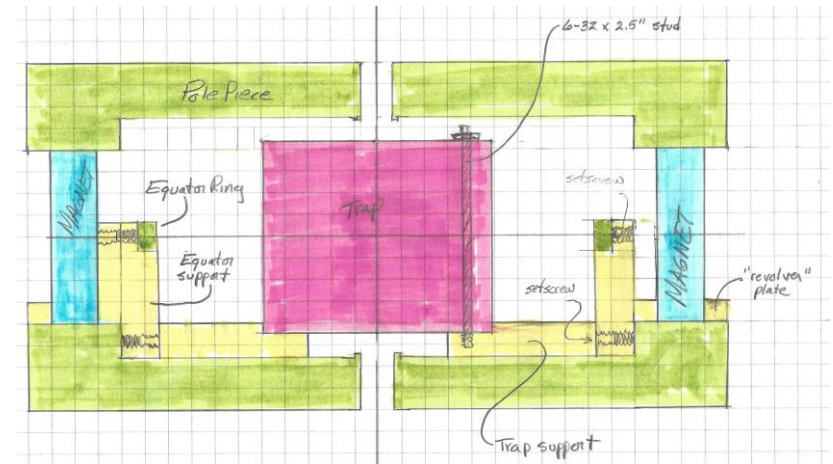 6-32 x 2.5" stud
Pole Piece
MAGNET
Equator Ring
Trap
setscrew
Equator
support
MAGNET
"revolver"
plate
setscrew
Trap support